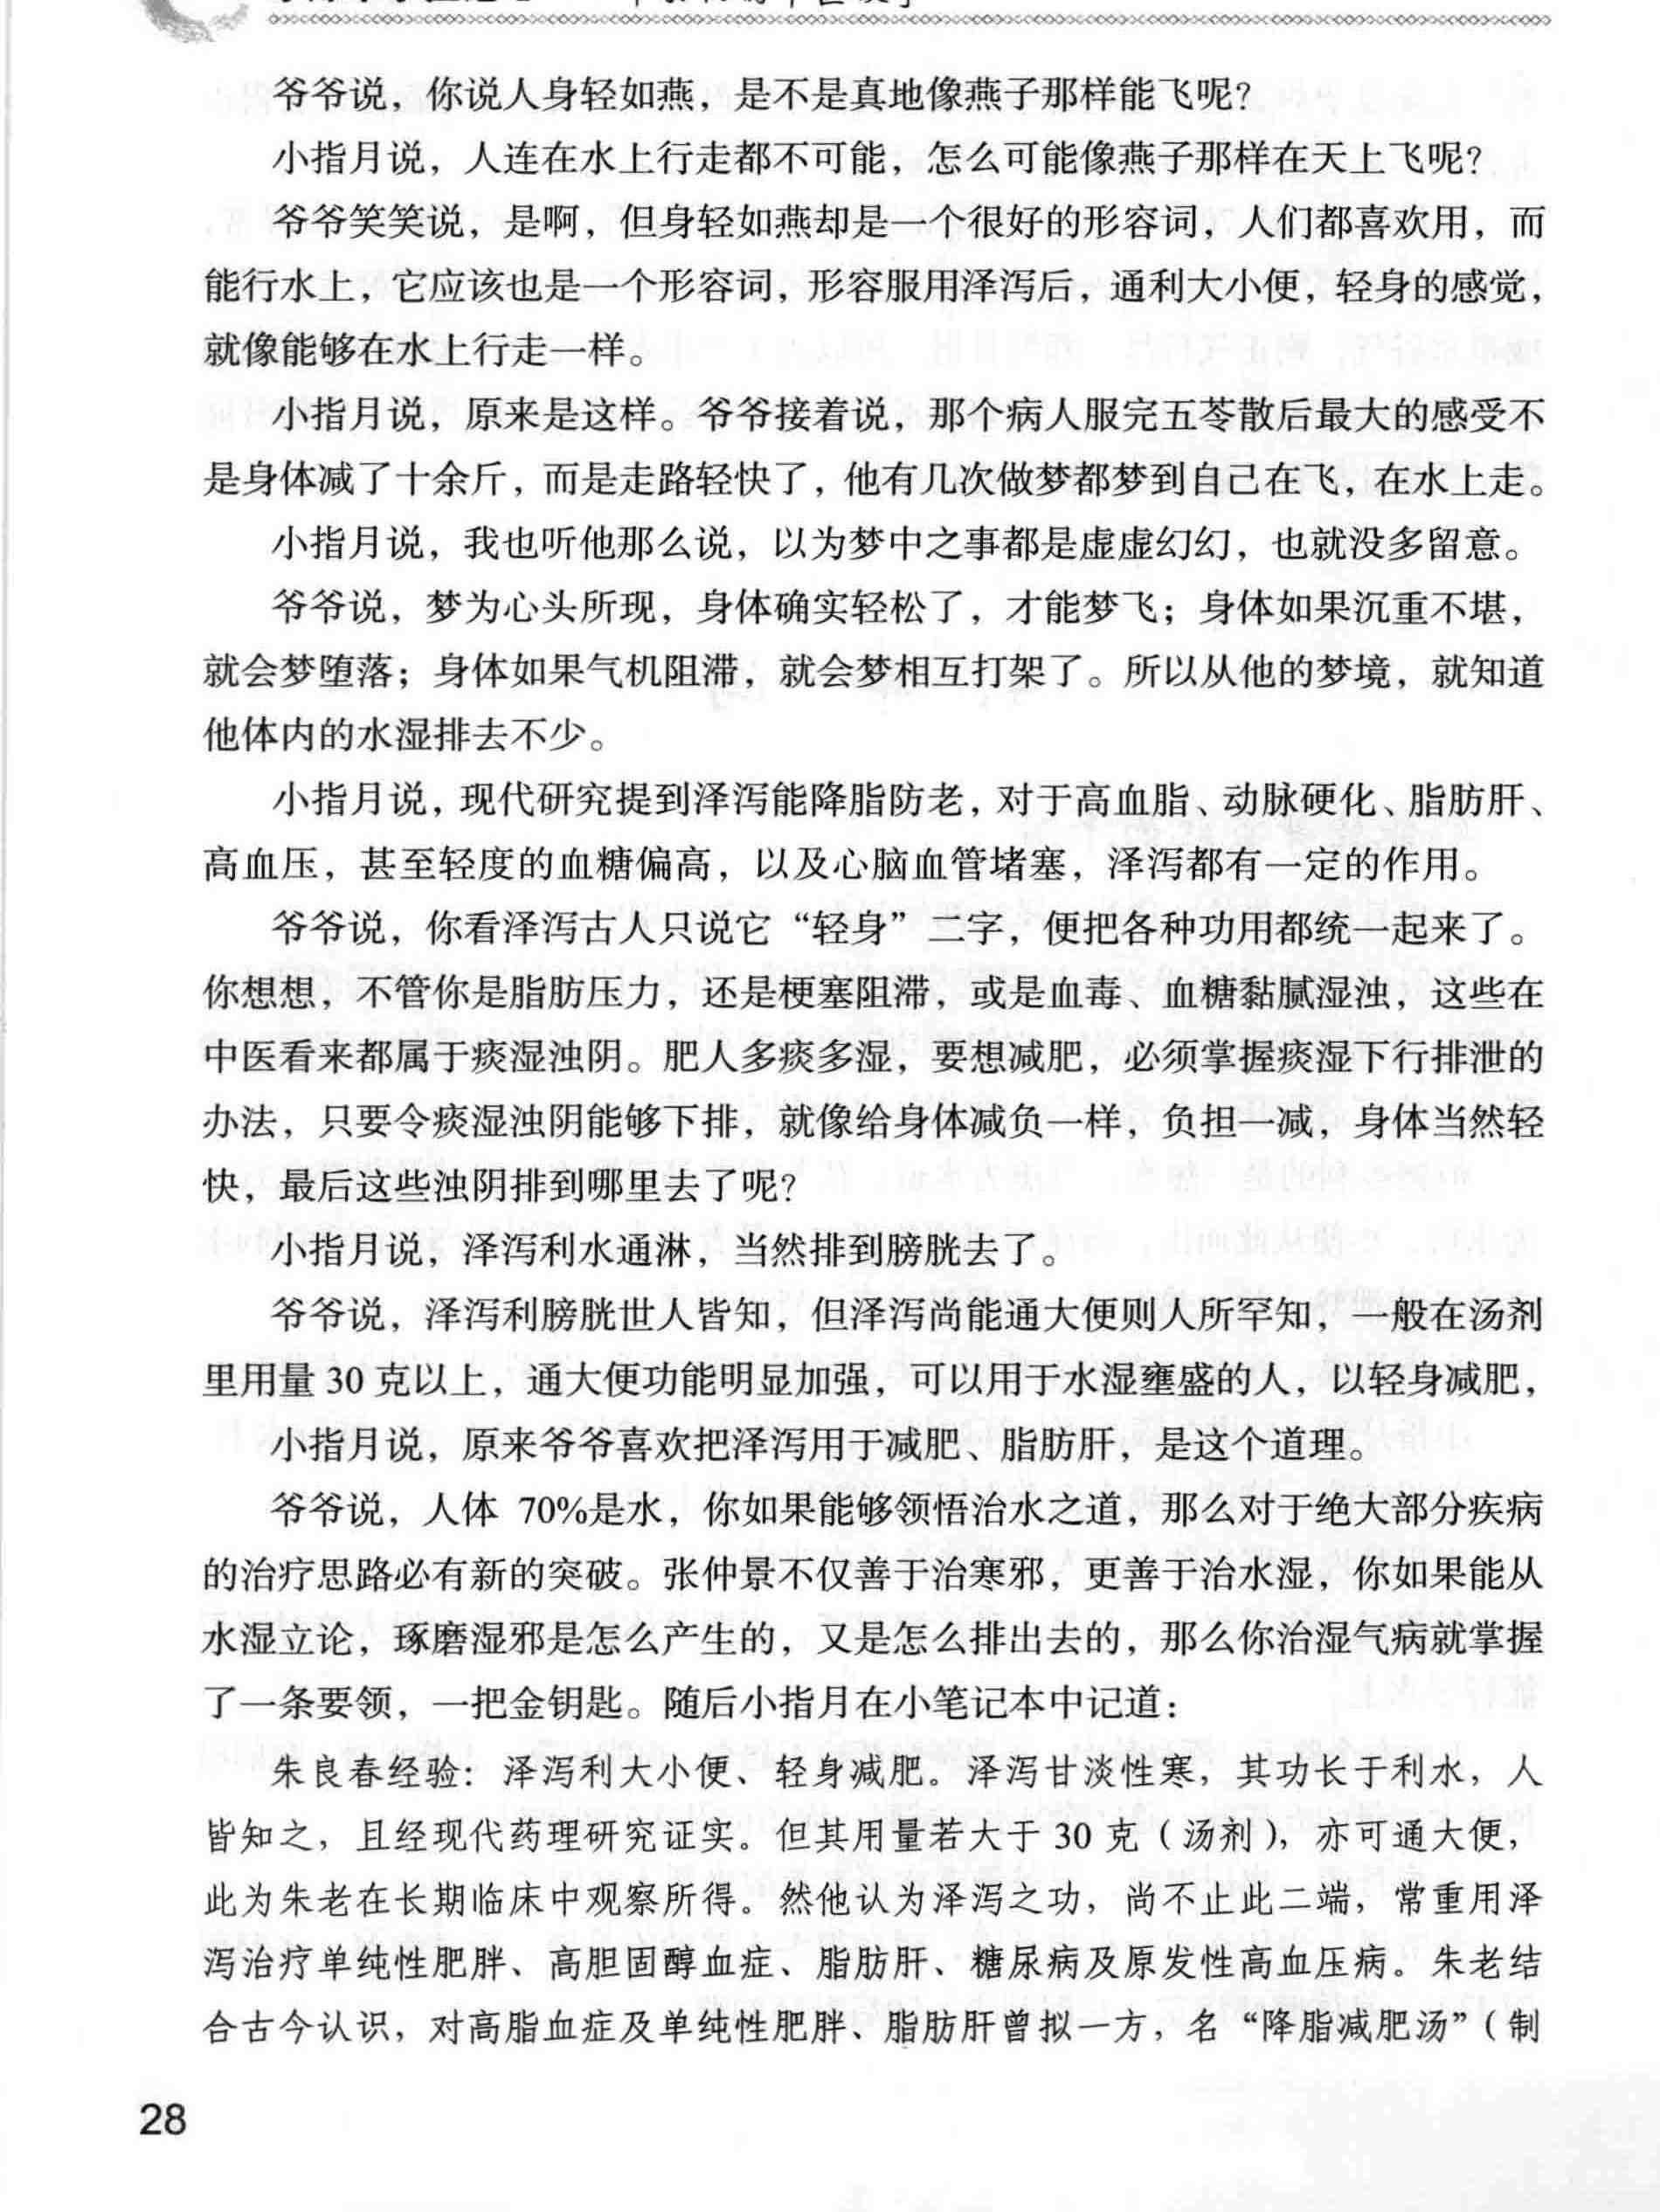 爷爷说，你说人身轻如燕，是不是真地像燕子那样能飞呢？
小指月说，人连在水上行走都不可能，怎么可能像燕子那样在天上飞呢？
爷爷笑笑说，是啊，但身轻如燕却是一个很好的形容词，人们都喜欢用，而
能行水上，它应该也是一个形容词，形容服用泽泻后，通利大小便，轻身的感觉，
就像能够在水上行走一样。
小指月说，原来是这样。爷爷接着说，那个病人服完五苓散后最大的感受不
是身体减了十余斤，而是走路轻快了，他有几次做梦都梦到自己在飞，在水上走。
小指月说，我也听他那么说，以为梦中之事都是虚虚幻幻，也就没多留意。
爷爷说，梦为心头所现，身体确实轻松了，才能梦飞；身体如果沉重不堪，
就会梦堕落；身体如果气机阻滞，就会梦相互打架了。所以从他的梦境，就知道
他体内的水湿排去不少。
小指月说，现代研究提到泽泻能降脂防老，对于高血脂、动脉硬化、脂肪肝、
高血压，甚至轻度的血糖偏高，以及心脑血管堵塞，泽泻都有一定的作用。
爷爷说，你看泽泻古人只说它“轻身”二字，便把各种功用都统一起来了。
你想想，不管你是脂肪压力，还是梗塞阻滞，或是血毒、血糖黏腻湿浊，这些在
中医看来都属于痰湿浊阴。肥人多痰多湿，要想减肥，必须掌握痰湿下行排泄的
办法，只要令痰湿浊阴能够下排，就像给身体减负一样，负担一减，身体当然轻
快，最后这些浊阴排到哪里去了呢？
小指月说，泽泻利水通淋，当然排到膀胱去了。
爷爷说，泽泻利膀胱世人皆知，但泽泻尚能通大便则人所罕知，一般在汤剂
里用量 30 克以上，通大便功能明显加强，可以用于水湿壅盛的人，以轻身减肥，
小指月说，原来爷爷喜欢把泽泻用于减肥、脂肪肝，是这个道理。
爷爷说，人体 70%是水，你如果能够领悟治水之道，那么对于绝大部分疾病
的治疗思路必有新的突破。张仲景不仅善于治寒邪，更善于治水湿，你如果能从
水湿立论，琢磨湿邪是怎么产生的，又是怎么排出去的，那么你治湿气病就掌握
了一条要领，一把金钥匙。随后小指月在小笔记本中记道：
朱良春经验：泽泻利大小便、轻身减肥。泽泻甘淡性寒，其功长于利水，人
皆知之，且经现代药理研究证实。但其用量若大于 30 克（汤剂），亦可通大便，
此为朱老在长期临床中观察所得。然他认为泽泻之功，尚不止此二端，常重用泽
泻治疗单纯性肥胖、高胆固醇血症、脂肪肝、糖尿病及原发性高血压病。朱老结
合古今认识，对高脂血症及单纯性肥胖、脂肪肝曾拟一方，名“降脂减肥汤”（制
28